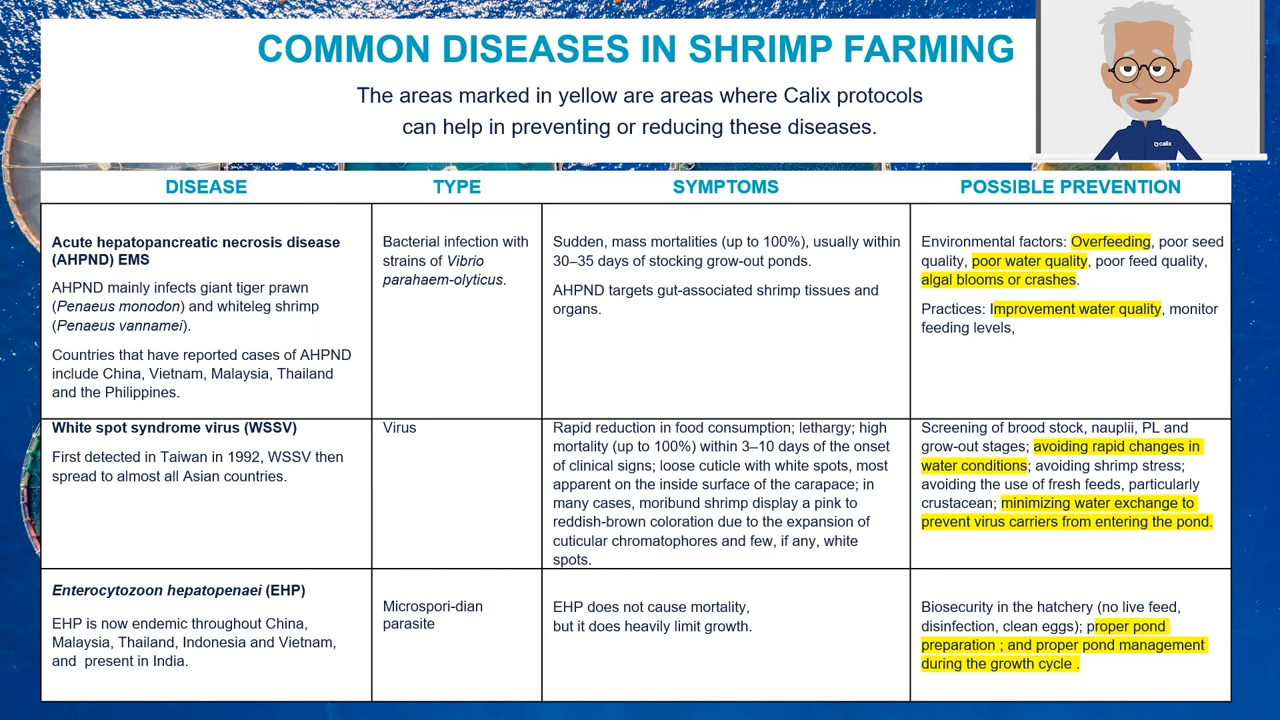 COMMON DISEASES IN SHRIMP FARMING
The areas marked in yellow are areas where Calix protocols
can help in preventing or reducing these diseases.
calix
DISEASE
TYPE
SYMPTOMS
POSSIBLE PREVENTION
Acute hepatopancreatic necrosis disease
(AHPND) EMS
AHPND mainly infects giant tiger prawn
(Penaeus monodon) and whiteleg shrimp
(Penaeus vannamei).
Countries that have reported cases of AHPND
include China, Vietnam, Malaysia, Thailand
and the Philippines.
Bacterial infection with
strains of Vibrio
parahaem-olyticus.
Sudden, mass mortalities (up to 100%), usually within
30–35 days of stocking grow-out ponds.
AHPND targets gut-associated shrimp tissues and
organs.
Environmental factors: Overfeeding, poor seed
quality, poor water quality, poor feed quality,
algal blooms or crashes.
Practices: Improvement water quality, monitor
feeding levels,
White spot syndrome virus (WSSV)
First detected in Taiwan in 1992, WSSV then
spread to almost all Asian countries.
Virus
Rapid reduction in food consumption; lethargy; high
mortality (up to 100%) within 3–10 days of the onset
of clinical signs; loose cuticle with white spots, most
apparent on the inside surface of the carapace; in
many cases, moribund shrimp display a pink to
reddish-brown coloration due to the expansion of
cuticular chromatophores and few, if any, white
spots.
Screening of brood stock, nauplii, PL and
grow-out stages; avoiding rapid changes in
water conditions; avoiding shrimp stress;
avoiding the use of fresh feeds, particularly
crustacean; minimizing water exchange to
prevent virus carriers from entering the pond.
Enterocytozoon hepatopenaei (EHP)
EHP is now endemic throughout China,
Malaysia, Thailand, Indonesia and Vietnam,
and present in India.
Microspori-dian
parasite
EHP does not cause mortality,
but it does heavily limit growth.
Biosecurity in the hatchery (no live feed,
disinfection, clean eggs); proper pond
preparation ; and proper pond management
during the growth cycle .